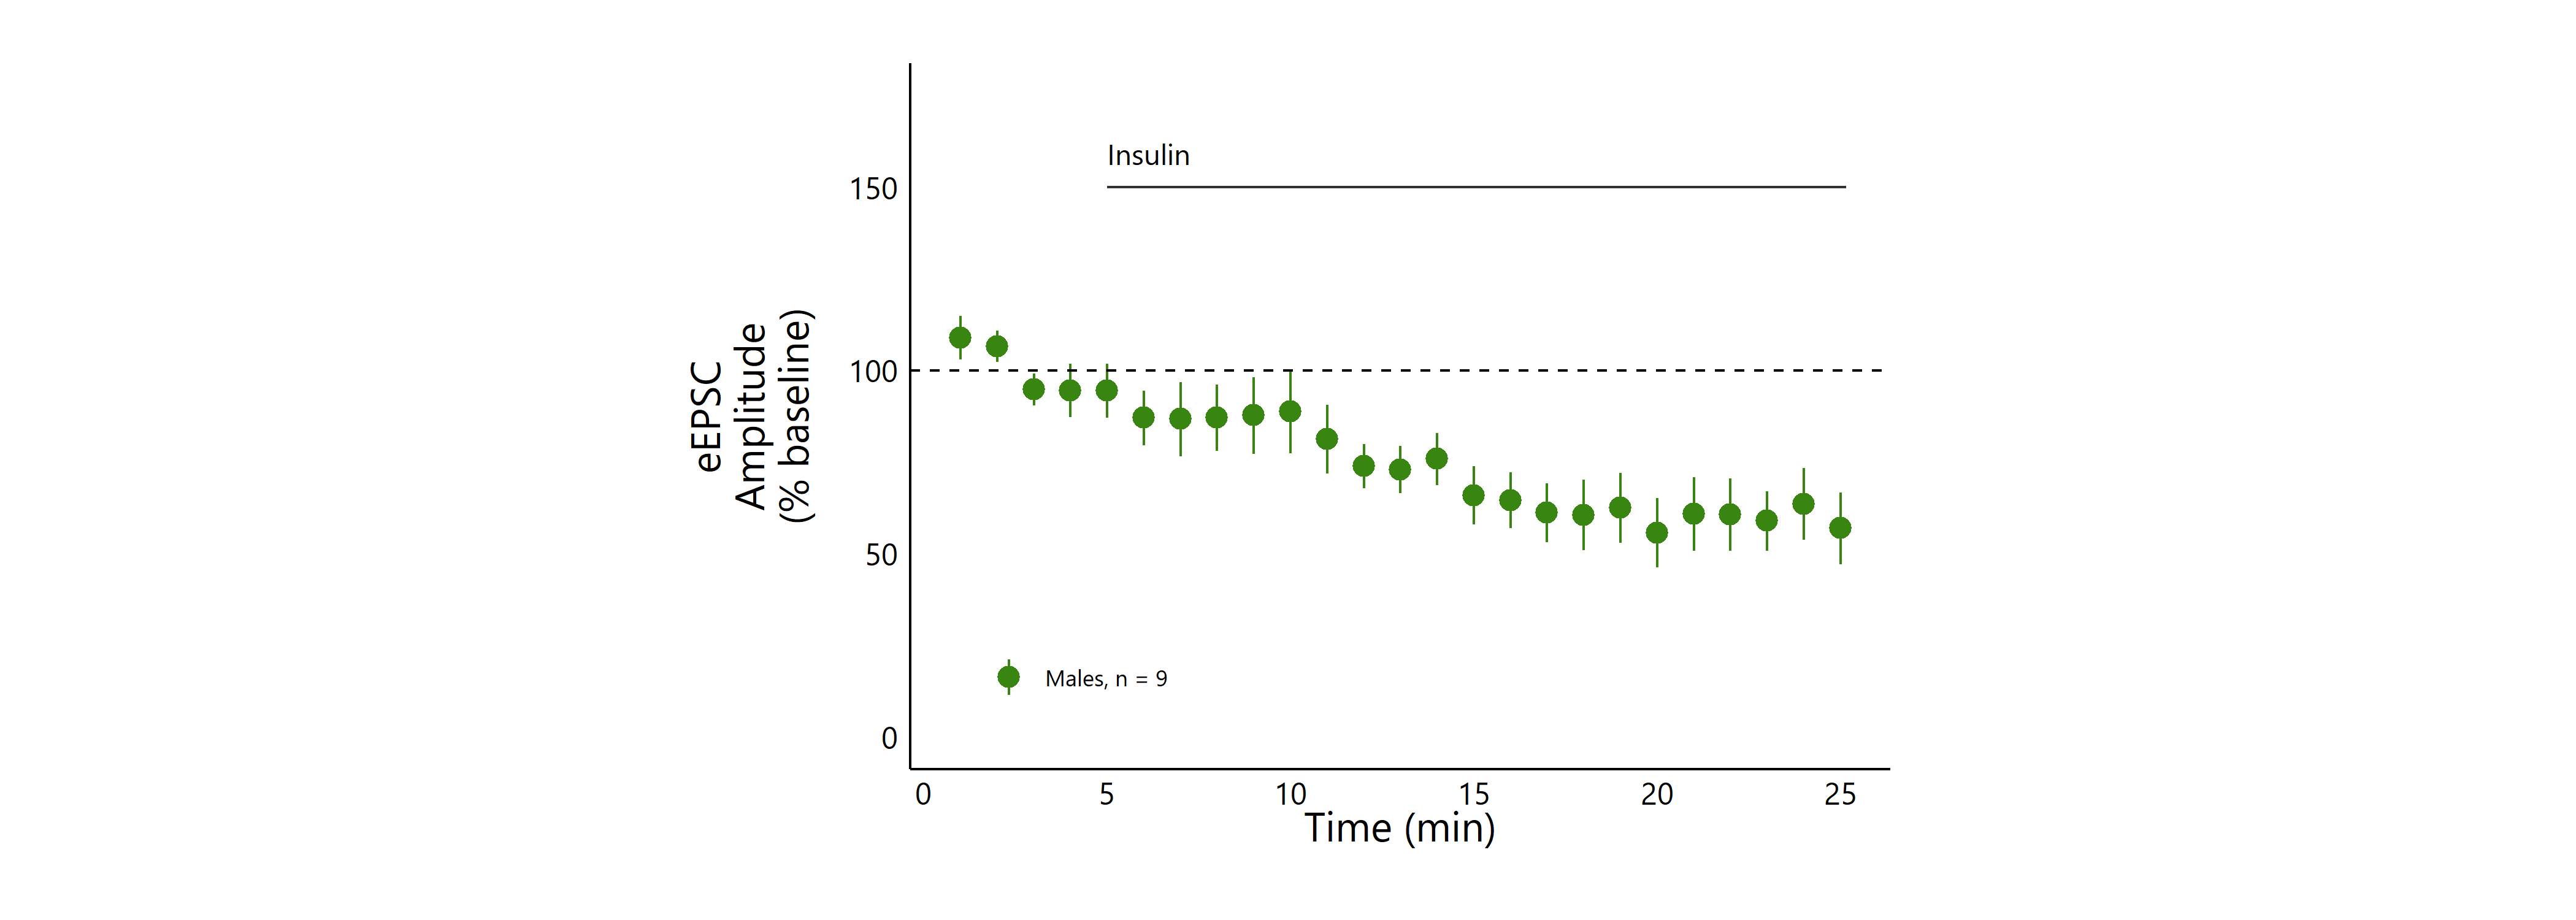 Insulin
150
100
50
0
eEPSC
Amplitude
(% baseline)
Males, n = 9
0 5 10 15 20 25
Time (min)